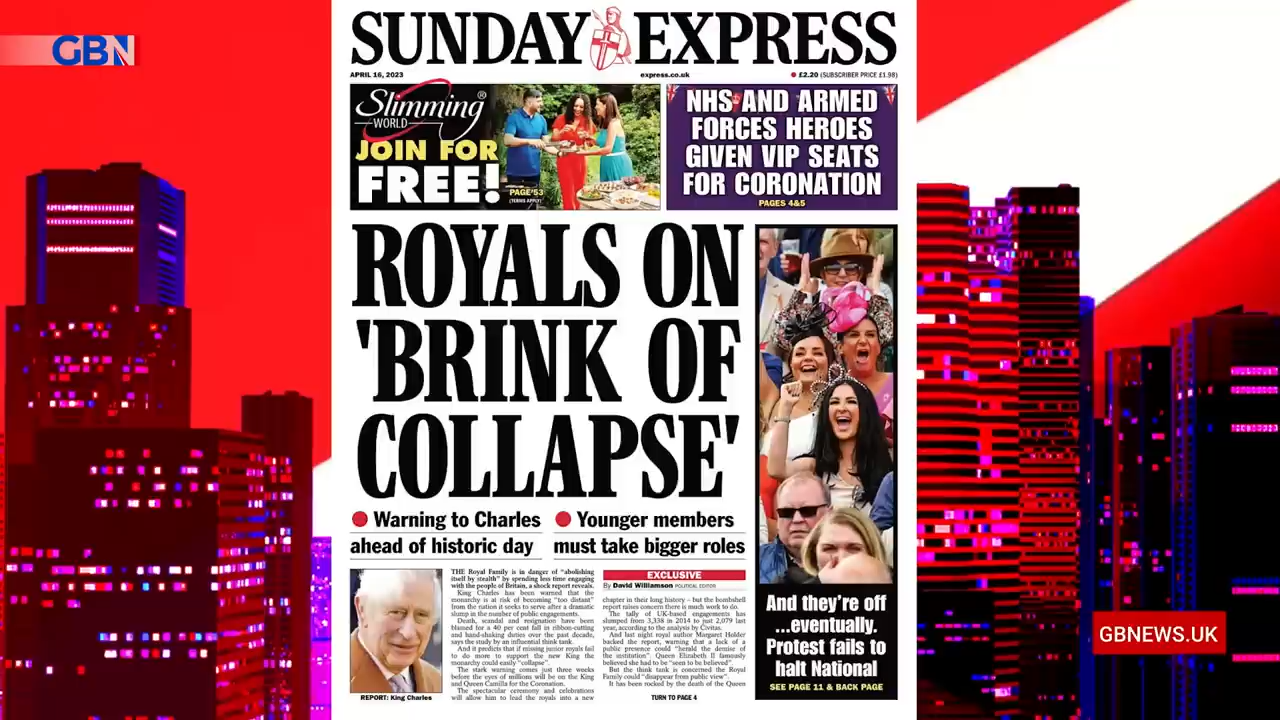 GBN
SUNDAY EXPRESS
APRIL 16, 2023
express.co.uk
£2.20 (SUBSCRIBER PRICE £1.98)
Slimming
WORLD
JOIN FOR
FREE!
PAGE 53
(TERMS APPLY)
NHS AND ARMED
FORCES HEROES
GIVEN VIP SEATS
FOR CORONATION
PAGES 4&5
ROYALS ON
'BRINK OF
COLLAPSE'
Warning to Charles
ahead of historic day
Younger members
must take bigger roles
REPORT: King Charles
THE Royal Family is in danger of "abolishing
itself by stealth" by spending less time engaging
with the people of Britain, a shock report reveals.
King Charles has been warned that the
monarchy is at risk of becoming "too distant"
from the nation it seeks to serve after a dramatic
slump in the number of public engagements.
Death, scandal and resignation have been
blamed for a 40 per cent fall in ribbon-cutting
and hand-shaking duties over the past decade,
says the study by an influential think tank.
And it predicts that if missing junior royals fail
to do more to support the new King the
monarchy could easily "collapse".
The stark warning comes just three weeks
before the eyes of millions will be on the King
and Queen Camilla for the Coronation.
The spectacular ceremony and celebrations
will allow him to lead the royals into a new
EXCLUSIVE
By David Williamson POLITICAL EDITOR
chapter in their long history – but the bombshell
report raises concern there is much work to do.
The tally of UK-based engagements has
slumped from 3,338 in 2014 to just 2,079 last
year, according to the analysis by Civitas.
And last night royal author Margaret Holder
backed the report, warning that a lack of a
public presence could "herald the demise of
the institution". Queen Elizabeth II famously
believed she had to be "seen to be believed".
But the think tank is concerned the Royal
Family could "disappear from public view".
It has been rocked by the death of the Queen
TURN TO PAGE 4
And they're off
...eventually.
Protest fails to
halt National
SEE PAGE 11 & BACK PAGE
GBNEWS.UK